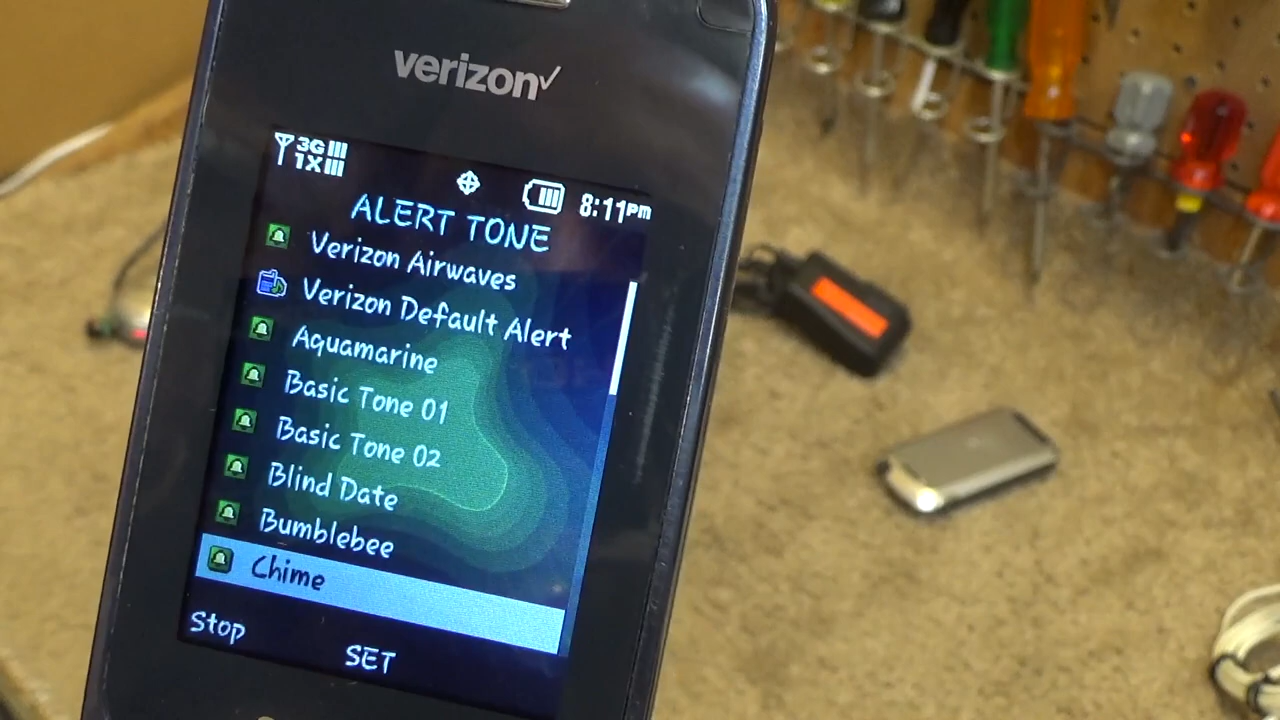 verizon
3G
1X
8:11PM
ALERT TONE
Verizon Airwaves
Verizon Default Alert
Aquamarine
Basic Tone 01
Basic Tone 02
Blind Date
Bumblebee
Chime
Stop
SET